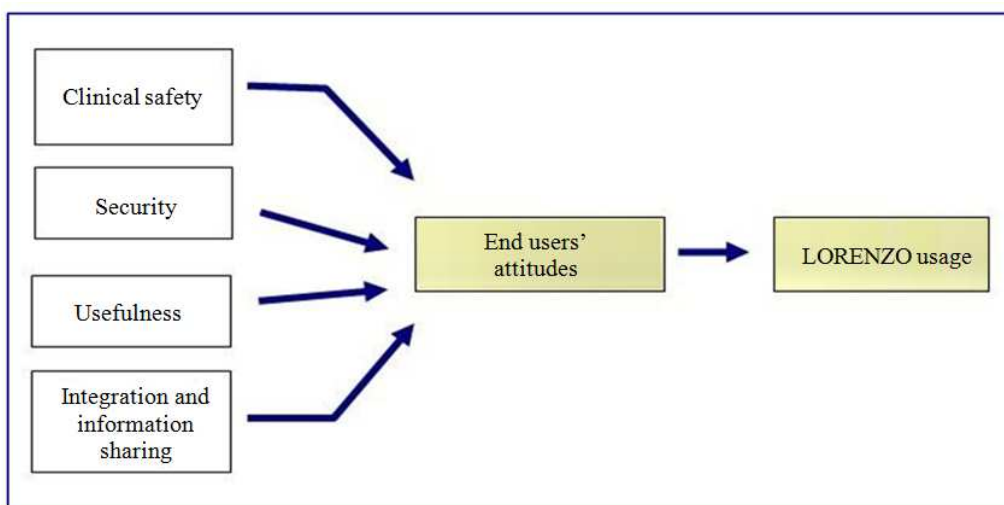 Clinical safety
Security
Usefulness
Integration and
information
sharing
End users’
attitudes
LORENZO usage